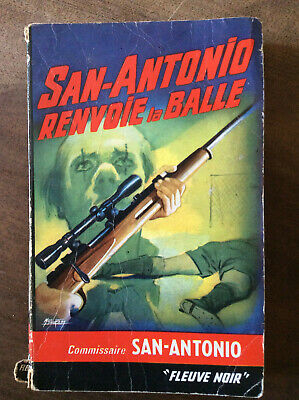 SAN-ANTONIO
RENVOIE la BALLE
Commissaire SAN-ANTONIO
"FLEUVE NOIR"